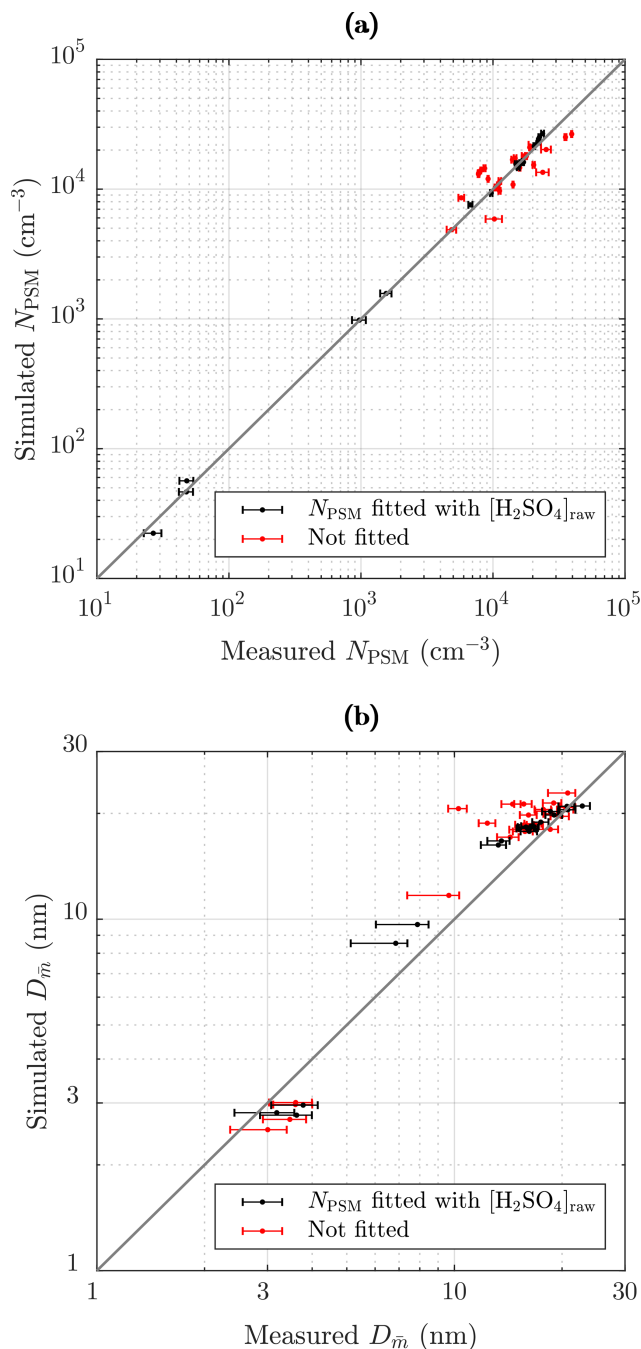 (a)
10^5
10^4
10^3
10^2
10^1
Simulated N_PSM (cm^−3)
N_PSM fitted with [H_2SO_4]_raw
Not fitted
10^1 10^2 10^3 10^4 10^5
Measured N_PSM (cm^−3)
(b)
30
10
3
1
Simulated D_m̄ (nm)
N_PSM fitted with [H_2SO_4]_raw
Not fitted
1 3 10 30
Measured D_m̄ (nm)